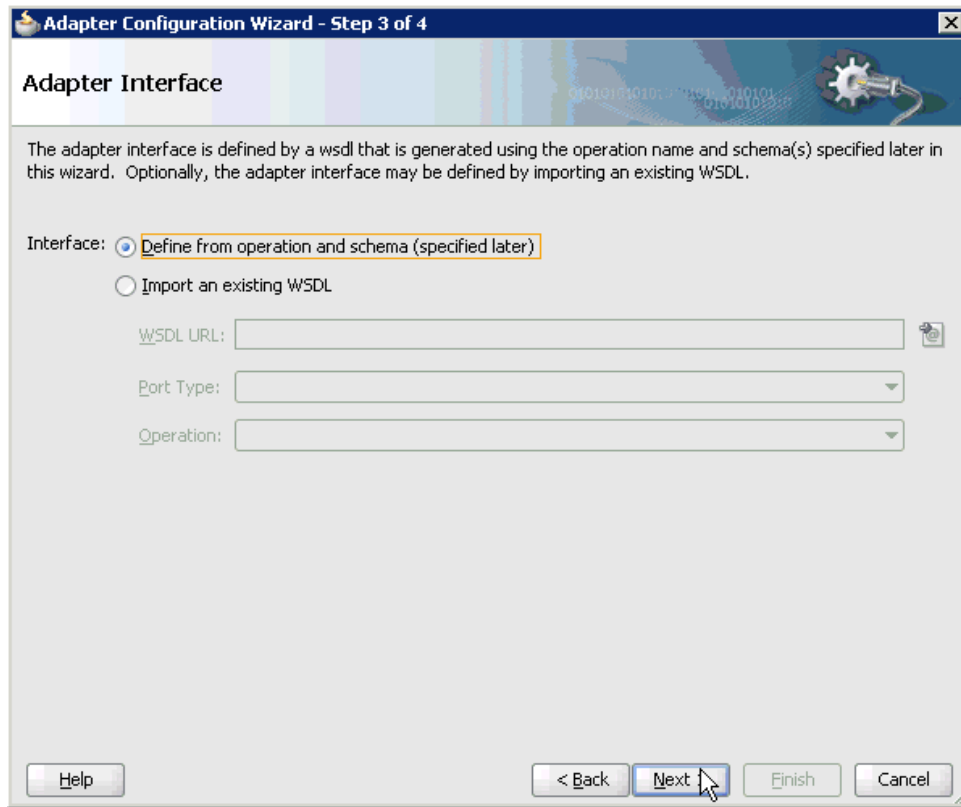 Adapter Configuration Wizard - Step 3 of 4
Adapter Interface
The adapter interface is defined by a wsdl that is generated using the operation name and schema(s) specified later in
this wizard. Optionally, the adapter interface may be defined by importing an existing WSDL.
Interface: Define from operation and schema (specified later)
Import an existing WSDL
WSDL URL:
Port Type:
Operation:
Help < Back Next Finish Cancel